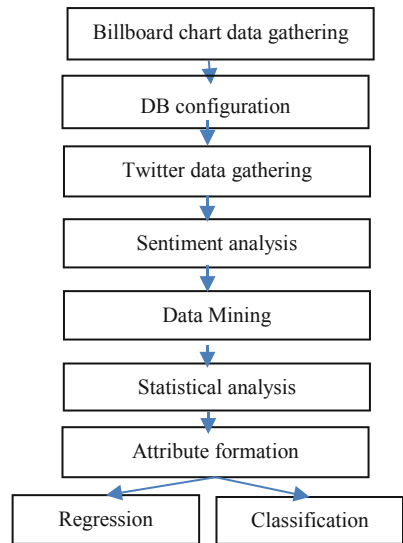 Billboard chart data gathering
DB configuration
Twitter data gathering
Sentiment analysis
Data Mining
Statistical analysis
Attribute formation
Regression
Classification